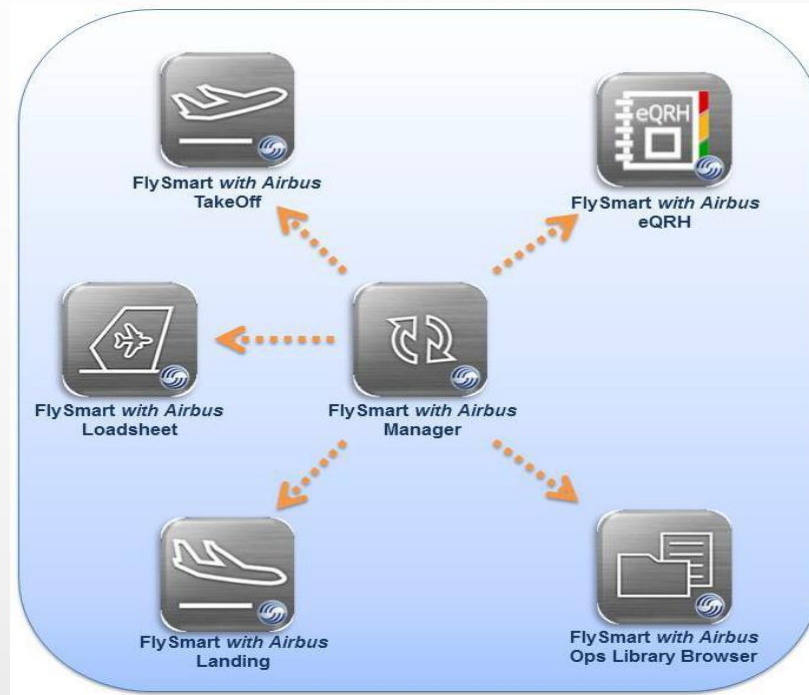 FlySmart with Airbus
TakeOff
eQRH
FlySmart with Airbus
eQRH
FlySmart with Airbus
Loadsheet
FlySmart with Airbus
Manager
FlySmart with Airbus
Landing
FlySmart with Airbus
Ops Library Browser